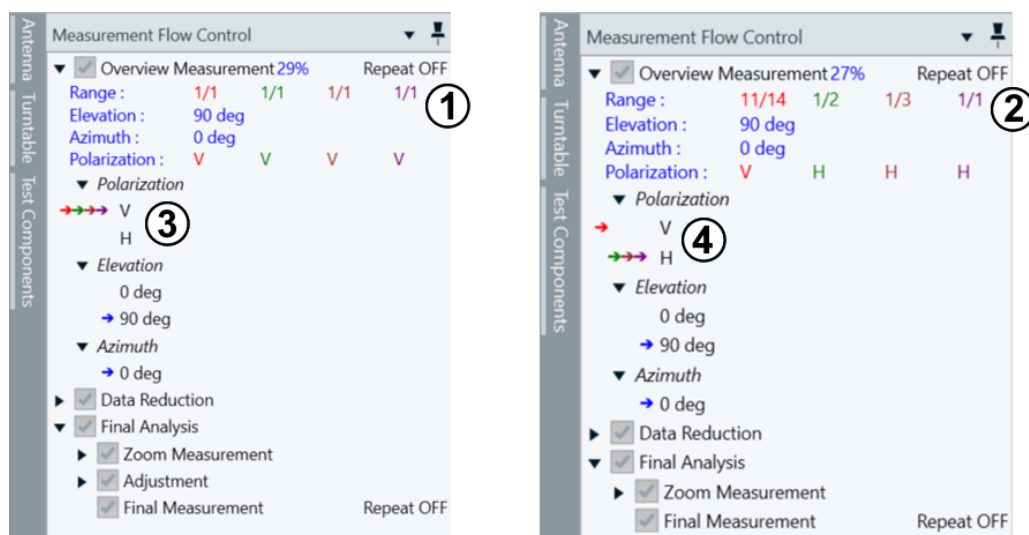 Antenna
Turntable
Test Components
Measurement Flow Control
Overview Measurement 29% Repeat OFF
Range : 1/1 1/1 1/1 1/1
1
Elevation : 90 deg
Azimuth : 0 deg
Polarization : V V V V
Polarization
V
3
H
Elevation
0 deg
90 deg
Azimuth
0 deg
Data Reduction
Final Analysis
Zoom Measurement
Adjustment
Final Measurement Repeat OFF
Antenna
Turntable
Test Components
Measurement Flow Control
Overview Measurement 27% Repeat OFF
Range : 11/14 1/2 1/3 1/1
2
Elevation : 90 deg
Azimuth : 0 deg
Polarization : V H H H
Polarization
V
4
H
Elevation
0 deg
90 deg
Azimuth
0 deg
Data Reduction
Final Analysis
Zoom Measurement
Final Measurement Repeat OFF